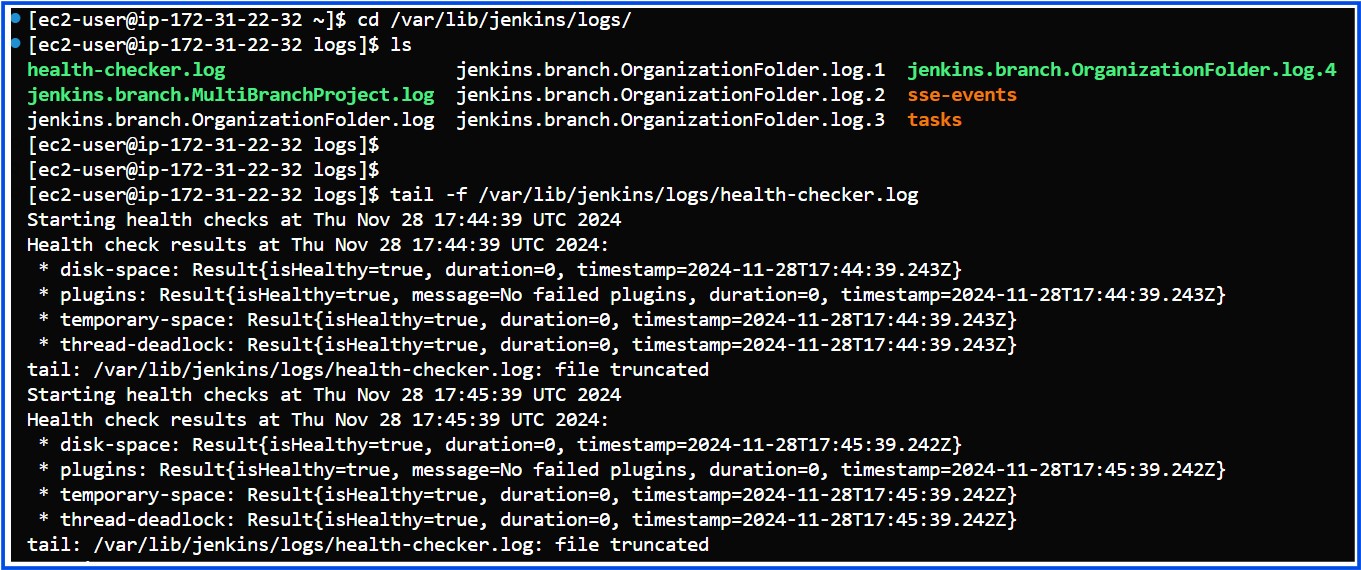 [ec2-user@ip-172-31-22-32 ~]$ cd /var/lib/jenkins/logs/
[ec2-user@ip-172-31-22-32 logs]$ ls
health-checker.log                     jenkins.branch.OrganizationFolder.log.1  jenkins.branch.OrganizationFolder.log.4
jenkins.branch.MultiBranchProject.log  jenkins.branch.OrganizationFolder.log.2  sse-events
jenkins.branch.OrganizationFolder.log  jenkins.branch.OrganizationFolder.log.3  tasks
[ec2-user@ip-172-31-22-32 logs]$
[ec2-user@ip-172-31-22-32 logs]$
[ec2-user@ip-172-31-22-32 logs]$ tail -f /var/lib/jenkins/logs/health-checker.log
Starting health checks at Thu Nov 28 17:44:39 UTC 2024
Health check results at Thu Nov 28 17:44:39 UTC 2024:
 * disk-space: Result{isHealthy=true, duration=0, timestamp=2024-11-28T17:44:39.243Z}
 * plugins: Result{isHealthy=true, message=No failed plugins, duration=0, timestamp=2024-11-28T17:44:39.243Z}
 * temporary-space: Result{isHealthy=true, duration=0, timestamp=2024-11-28T17:44:39.243Z}
 * thread-deadlock: Result{isHealthy=true, duration=0, timestamp=2024-11-28T17:44:39.243Z}
tail: /var/lib/jenkins/logs/health-checker.log: file truncated
Starting health checks at Thu Nov 28 17:45:39 UTC 2024
Health check results at Thu Nov 28 17:45:39 UTC 2024:
 * disk-space: Result{isHealthy=true, duration=0, timestamp=2024-11-28T17:45:39.242Z}
 * plugins: Result{isHealthy=true, message=No failed plugins, duration=0, timestamp=2024-11-28T17:45:39.242Z}
 * temporary-space: Result{isHealthy=true, duration=0, timestamp=2024-11-28T17:45:39.242Z}
 * thread-deadlock: Result{isHealthy=true, duration=0, timestamp=2024-11-28T17:45:39.242Z}
tail: /var/lib/jenkins/logs/health-checker.log: file truncated